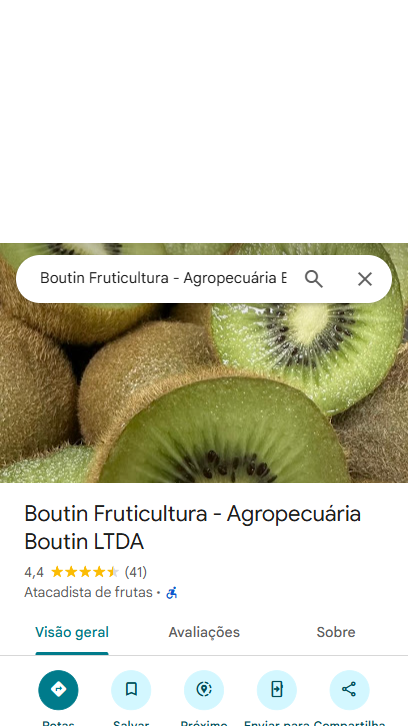 Boutin Fruticultura - Agropecuária
Boutin Fruticultura - Agropecuária
Boutin LTDA
4,4 (41)
Atacadista de frutas ·
Visão geral Avaliações Sobre
Rotas Salvar Próximo Enviar para Compartilha